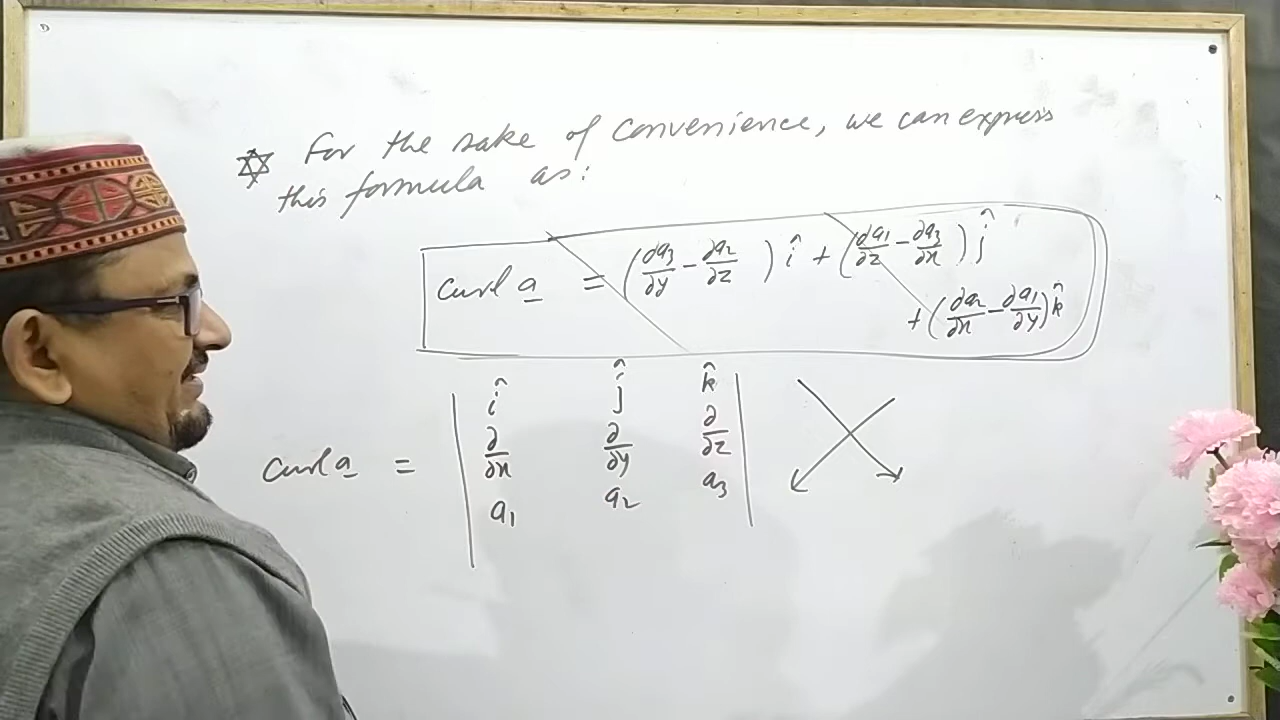 ✡ For the sake of convenience, we can express
this formula as:
curl a̲ = (∂a₃/∂y − ∂a₂/∂z) î + (∂a₁/∂z − ∂a₃/∂x) ĵ
+ (∂a₂/∂x − ∂a₁/∂y) k̂
î ĵ k̂
curl a̲ = | ∂/∂x ∂/∂y ∂/∂z |
a₁ a₂ a₃